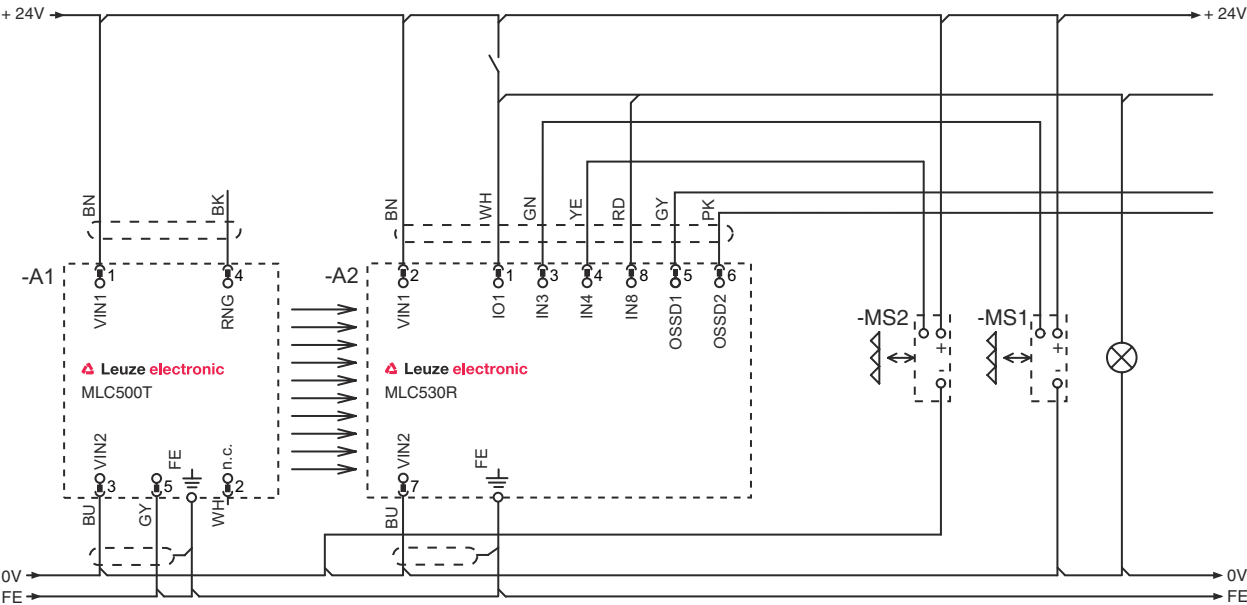 + 24V
+ 24V
BN
BK
BN
WH
GN
YE
RD
GY
PK
-A1
1
4
-A2
2
1
3
4
8
5
6
VIN1
RNG
VIN1
IO1
IN3
IN4
IN8
OSSD1
OSSD2
-MS2
-MS1
+
-
+
-
Leuze electronic
MLC500T
Leuze electronic
MLC530R
VIN2
FE
n.c.
VIN2
FE
3
5
2
7
BU
GY
WH
BU
0V
0V
FE
FE